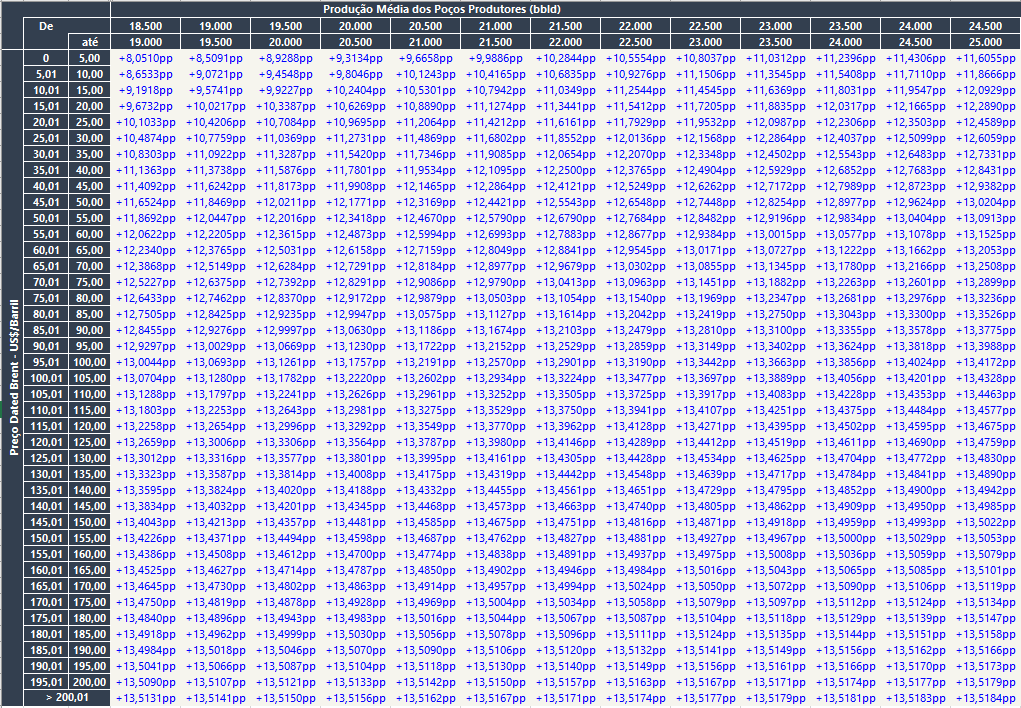 Produção Média dos Poços Produtores (bbld)
De 18.500 19.000 19.500 20.000 20.500 21.000 21.500 22.000 22.500 23.000 23.500 24.000 24.500
até 19.000 19.500 20.000 20.500 21.000 21.500 22.000 22.500 23.000 23.500 24.000 24.500 25.000
Preço Dated Brent - US$/Barril
0 5,00 +8,0510pp +8,5091pp +8,9288pp +9,3134pp +9,6658pp +9,9886pp +10,2844pp +10,5554pp +10,8037pp +11,0312pp +11,2396pp +11,4306pp +11,6055pp
5,01 10,00 +8,6533pp +9,0721pp +9,4548pp +9,8046pp +10,1243pp +10,4165pp +10,6835pp +10,9276pp +11,1506pp +11,3545pp +11,5408pp +11,7110pp +11,8666pp
10,01 15,00 +9,1918pp +9,5741pp +9,9227pp +10,2404pp +10,5301pp +10,7942pp +11,0349pp +11,2544pp +11,4545pp +11,6369pp +11,8031pp +11,9547pp +12,0929pp
15,01 20,00 +9,6732pp +10,0217pp +10,3387pp +10,6269pp +10,8890pp +11,1274pp +11,3441pp +11,5412pp +11,7205pp +11,8835pp +12,0317pp +12,1665pp +12,2890pp
20,01 25,00 +10,1033pp +10,4206pp +10,7084pp +10,9695pp +11,2064pp +11,4212pp +11,6161pp +11,7929pp +11,9532pp +12,0987pp +12,2306pp +12,3503pp +12,4589pp
25,01 30,00 +10,4874pp +10,7759pp +11,0369pp +11,2731pp +11,4869pp +11,6802pp +11,8552pp +12,0136pp +12,1568pp +12,2864pp +12,4037pp +12,5099pp +12,6059pp
30,01 35,00 +10,8303pp +11,0922pp +11,3287pp +11,5420pp +11,7346pp +11,9085pp +12,0654pp +12,2070pp +12,3348pp +12,4502pp +12,5543pp +12,6483pp +12,7331pp
35,01 40,00 +11,1363pp +11,3738pp +11,5876pp +11,7801pp +11,9534pp +12,1095pp +12,2500pp +12,3765pp +12,4904pp +12,5929pp +12,6852pp +12,7683pp +12,8431pp
40,01 45,00 +11,4092pp +11,6242pp +11,8173pp +11,9908pp +12,1465pp +12,2864pp +12,4121pp +12,5249pp +12,6262pp +12,7172pp +12,7989pp +12,8723pp +12,9382pp
45,01 50,00 +11,6524pp +11,8469pp +12,0211pp +12,1771pp +12,3169pp +12,4421pp +12,5543pp +12,6548pp +12,7448pp +12,8254pp +12,8977pp +12,9624pp +13,0204pp
50,01 55,00 +11,8692pp +12,0447pp +12,2016pp +12,3418pp +12,4670pp +12,5790pp +12,6790pp +12,7684pp +12,8482pp +12,9196pp +12,9834pp +13,0404pp +13,0913pp
55,01 60,00 +12,0622pp +12,2205pp +12,3615pp +12,4873pp +12,5994pp +12,6993pp +12,7883pp +12,8677pp +12,9384pp +13,0015pp +13,0577pp +13,1078pp +13,1525pp
60,01 65,00 +12,2340pp +12,3765pp +12,5031pp +12,6158pp +12,7159pp +12,8049pp +12,8841pp +12,9545pp +13,0171pp +13,0727pp +13,1222pp +13,1662pp +13,2053pp
65,01 70,00 +12,3868pp +12,5149pp +12,6284pp +12,7291pp +12,8184pp +12,8977pp +12,9679pp +13,0302pp +13,0855pp +13,1345pp +13,1780pp +13,2166pp +13,2508pp
70,01 75,00 +12,5227pp +12,6375pp +12,7392pp +12,8291pp +12,9086pp +12,9790pp +13,0413pp +13,0963pp +13,1451pp +13,1882pp +13,2263pp +13,2601pp +13,2899pp
75,01 80,00 +12,6433pp +12,7462pp +12,8370pp +12,9172pp +12,9879pp +13,0503pp +13,1054pp +13,1540pp +13,1969pp +13,2347pp +13,2681pp +13,2976pp +13,3236pp
80,01 85,00 +12,7505pp +12,8425pp +12,9235pp +12,9947pp +13,0575pp +13,1127pp +13,1614pp +13,2042pp +13,2419pp +13,2750pp +13,3043pp +13,3300pp +13,3526pp
85,01 90,00 +12,8455pp +12,9276pp +12,9997pp +13,0630pp +13,1186pp +13,1674pp +13,2103pp +13,2479pp +13,2810pp +13,3100pp +13,3355pp +13,3578pp +13,3775pp
90,01 95,00 +12,9297pp +13,0029pp +13,0669pp +13,1230pp +13,1722pp +13,2152pp +13,2529pp +13,2859pp +13,3149pp +13,3402pp +13,3624pp +13,3818pp +13,3988pp
95,01 100,00 +13,0044pp +13,0693pp +13,1261pp +13,1757pp +13,2191pp +13,2570pp +13,2901pp +13,3190pp +13,3442pp +13,3663pp +13,3856pp +13,4024pp +13,4172pp
100,01 105,00 +13,0704pp +13,1280pp +13,1782pp +13,2220pp +13,2602pp +13,2934pp +13,3224pp +13,3477pp +13,3697pp +13,3889pp +13,4056pp +13,4201pp +13,4328pp
105,01 110,00 +13,1288pp +13,1797pp +13,2241pp +13,2626pp +13,2961pp +13,3252pp +13,3505pp +13,3725pp +13,3917pp +13,4083pp +13,4228pp +13,4353pp +13,4463pp
110,01 115,00 +13,1803pp +13,2253pp +13,2643pp +13,2981pp +13,3275pp +13,3529pp +13,3750pp +13,3941pp +13,4107pp +13,4251pp +13,4375pp +13,4484pp +13,4577pp
115,01 120,00 +13,2258pp +13,2654pp +13,2996pp +13,3292pp +13,3549pp +13,3770pp +13,3962pp +13,4128pp +13,4271pp +13,4395pp +13,4502pp +13,4595pp +13,4675pp
120,01 125,00 +13,2659pp +13,3006pp +13,3306pp +13,3564pp +13,3787pp +13,3980pp +13,4146pp +13,4289pp +13,4412pp +13,4519pp +13,4611pp +13,4690pp +13,4759pp
125,01 130,00 +13,3012pp +13,3316pp +13,3577pp +13,3801pp +13,3995pp +13,4161pp +13,4305pp +13,4428pp +13,4534pp +13,4625pp +13,4704pp +13,4772pp +13,4830pp
130,01 135,00 +13,3323pp +13,3587pp +13,3814pp +13,4008pp +13,4175pp +13,4319pp +13,4442pp +13,4548pp +13,4639pp +13,4717pp +13,4784pp +13,4841pp +13,4890pp
135,01 140,00 +13,3595pp +13,3824pp +13,4020pp +13,4188pp +13,4332pp +13,4455pp +13,4561pp +13,4651pp +13,4729pp +13,4795pp +13,4852pp +13,4900pp +13,4942pp
140,01 145,00 +13,3834pp +13,4032pp +13,4201pp +13,4345pp +13,4468pp +13,4573pp +13,4663pp +13,4740pp +13,4805pp +13,4862pp +13,4909pp +13,4950pp +13,4985pp
145,01 150,00 +13,4043pp +13,4213pp +13,4357pp +13,4481pp +13,4585pp +13,4675pp +13,4751pp +13,4816pp +13,4871pp +13,4918pp +13,4959pp +13,4993pp +13,5022pp
150,01 155,00 +13,4226pp +13,4371pp +13,4494pp +13,4598pp +13,4687pp +13,4762pp +13,4827pp +13,4881pp +13,4927pp +13,4967pp +13,5000pp +13,5029pp +13,5053pp
155,01 160,00 +13,4386pp +13,4508pp +13,4612pp +13,4700pp +13,4774pp +13,4838pp +13,4891pp +13,4937pp +13,4975pp +13,5008pp +13,5036pp +13,5059pp +13,5079pp
160,01 165,00 +13,4525pp +13,4627pp +13,4714pp +13,4787pp +13,4850pp +13,4902pp +13,4946pp +13,4984pp +13,5016pp +13,5043pp +13,5065pp +13,5085pp +13,5101pp
165,01 170,00 +13,4645pp +13,4730pp +13,4802pp +13,4863pp +13,4914pp +13,4957pp +13,4994pp +13,5024pp +13,5050pp +13,5072pp +13,5090pp +13,5106pp +13,5119pp
170,01 175,00 +13,4750pp +13,4819pp +13,4878pp +13,4928pp +13,4969pp +13,5004pp +13,5034pp +13,5058pp +13,5079pp +13,5097pp +13,5112pp +13,5124pp +13,5134pp
175,01 180,00 +13,4840pp +13,4896pp +13,4943pp +13,4983pp +13,5016pp +13,5044pp +13,5067pp +13,5087pp +13,5104pp +13,5118pp +13,5129pp +13,5139pp +13,5147pp
180,01 185,00 +13,4918pp +13,4962pp +13,4999pp +13,5030pp +13,5056pp +13,5078pp +13,5096pp +13,5111pp +13,5124pp +13,5135pp +13,5144pp +13,5151pp +13,5158pp
185,01 190,00 +13,4984pp +13,5018pp +13,5046pp +13,5070pp +13,5090pp +13,5106pp +13,5120pp +13,5132pp +13,5141pp +13,5149pp +13,5156pp +13,5162pp +13,5166pp
190,01 195,00 +13,5041pp +13,5066pp +13,5087pp +13,5104pp +13,5118pp +13,5130pp +13,5140pp +13,5149pp +13,5156pp +13,5161pp +13,5166pp +13,5170pp +13,5173pp
195,01 200,00 +13,5090pp +13,5107pp +13,5121pp +13,5133pp +13,5142pp +13,5150pp +13,5157pp +13,5163pp +13,5167pp +13,5171pp +13,5174pp +13,5177pp +13,5179pp
> 200,01 +13,5131pp +13,5141pp +13,5150pp +13,5156pp +13,5162pp +13,5167pp +13,5171pp +13,5174pp +13,5177pp +13,5179pp +13,5181pp +13,5183pp +13,5184pp